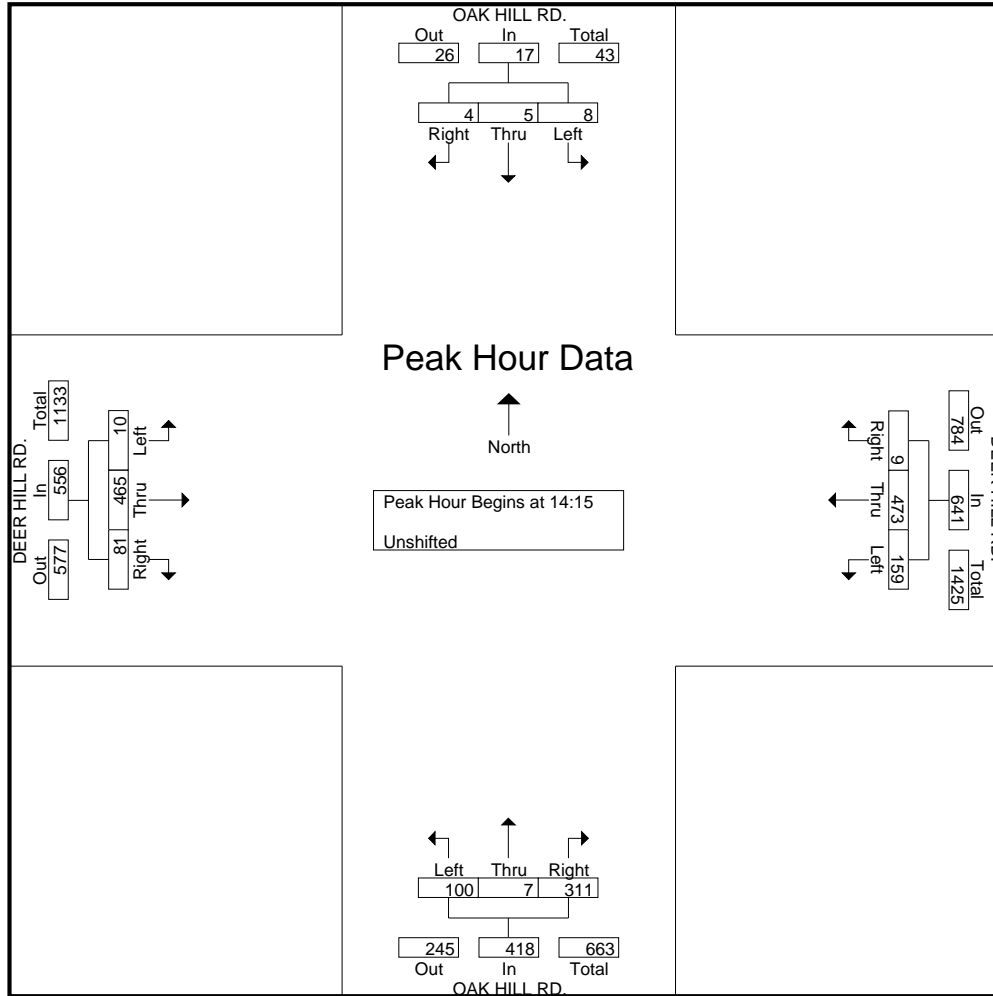 OAK HILL RD.
Out In Total
26 17 43
4 5 8
Right Thru Left
Peak Hour Data
North
Peak Hour Begins at 14:15
Unshifted
DEER HILL RD.
Out In Total
577 556 1133
81 465 10
Right Thru Left
Out In Total
784 641 1425
9 473 159
Right Thru Left
Left Thru Right
100 7 311
245 418 663
Out In Total
OAK HILL RD.